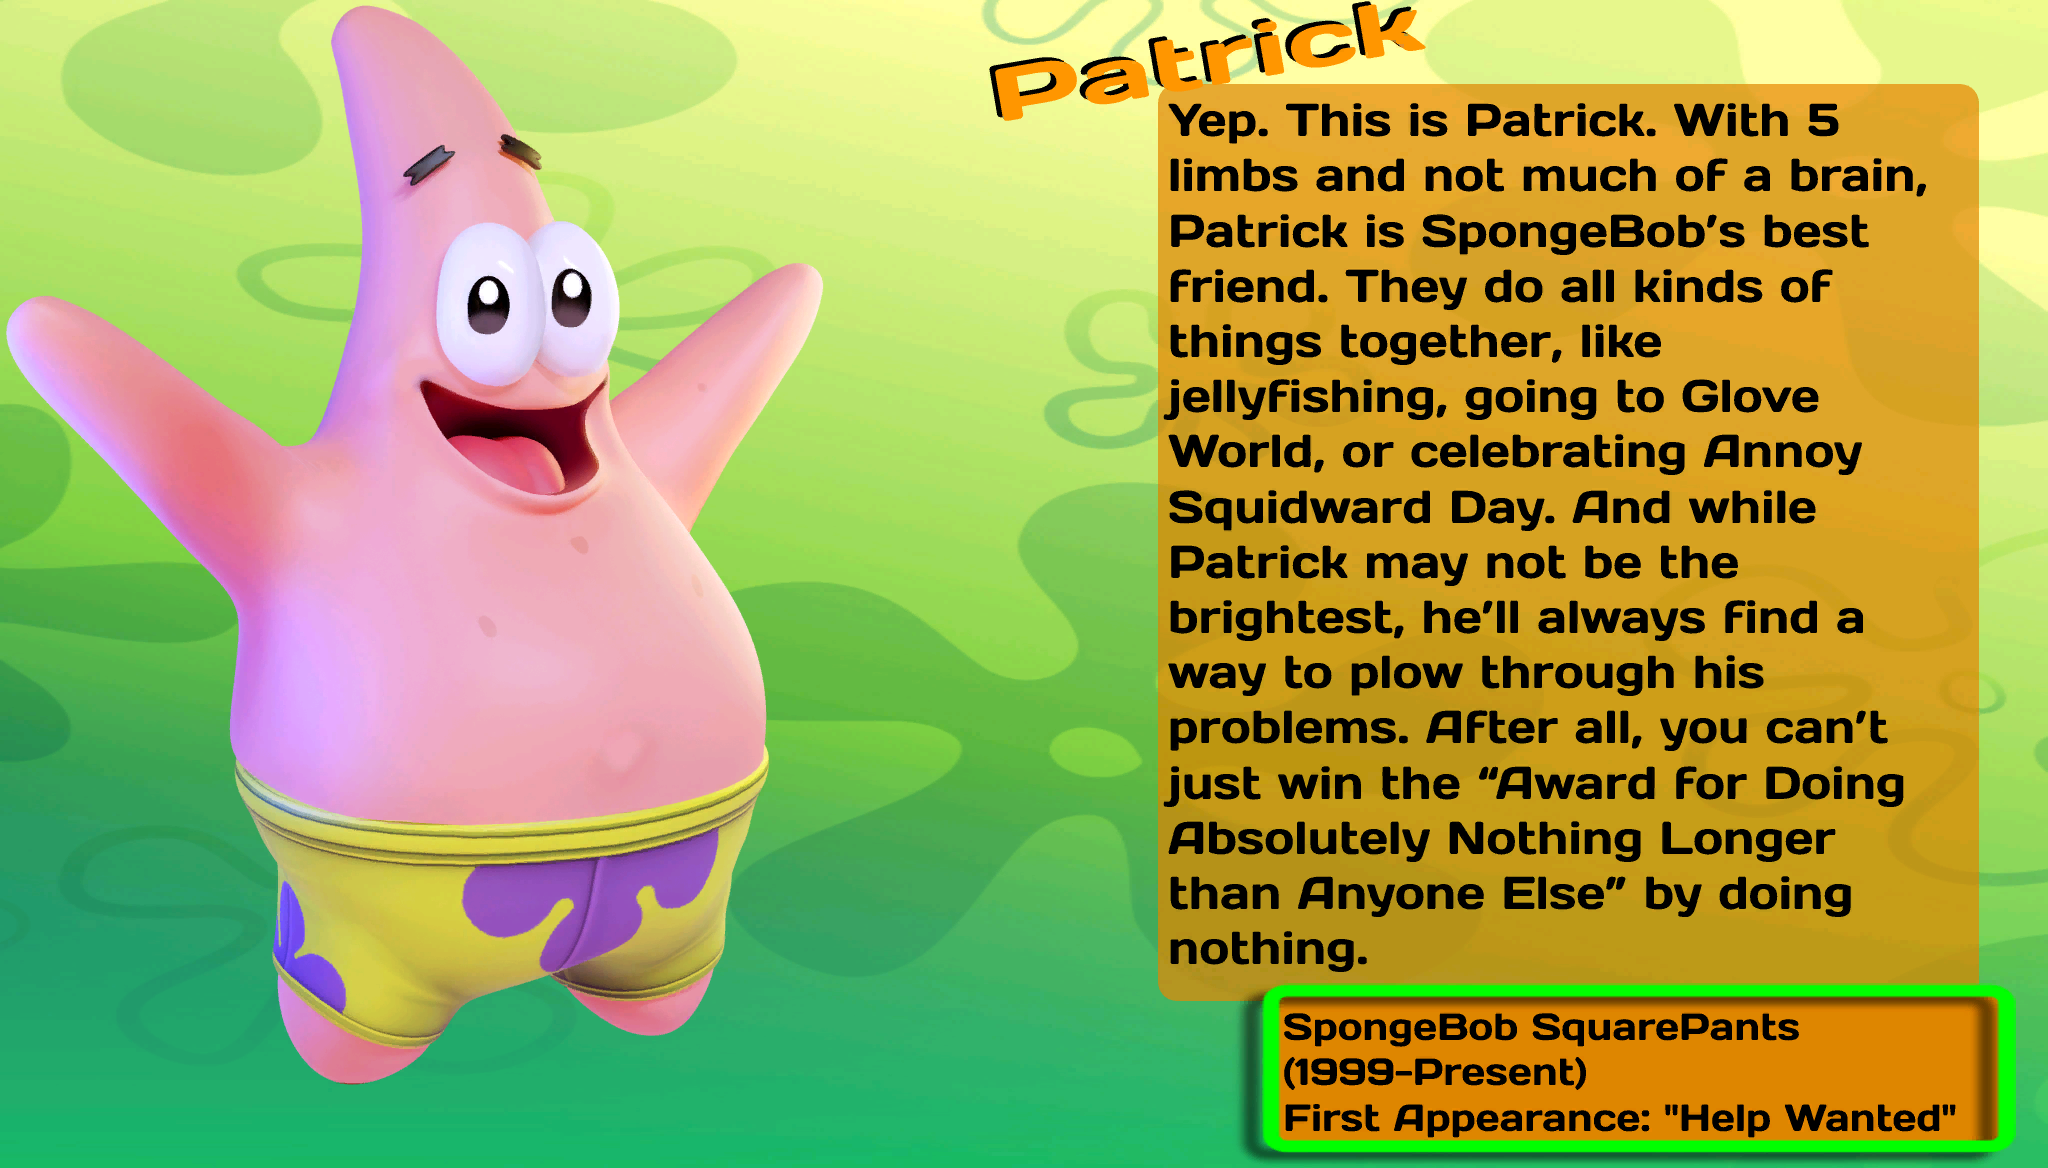 Patrick
Yep. This is Patrick. With 5
limbs and not much of a brain,
Patrick is SpongeBob’s best
friend. They do all kinds of
things together, like
jellyfishing, going to Glove
World, or celebrating Annoy
Squidward Day. And while
Patrick may not be the
brightest, he’ll always find a
way to plow through his
problems. After all, you can’t
just win the “Award for Doing
Absolutely Nothing Longer
than Anyone Else” by doing
nothing.
SpongeBob SquarePants
(1999-Present)
First Appearance: "Help Wanted"